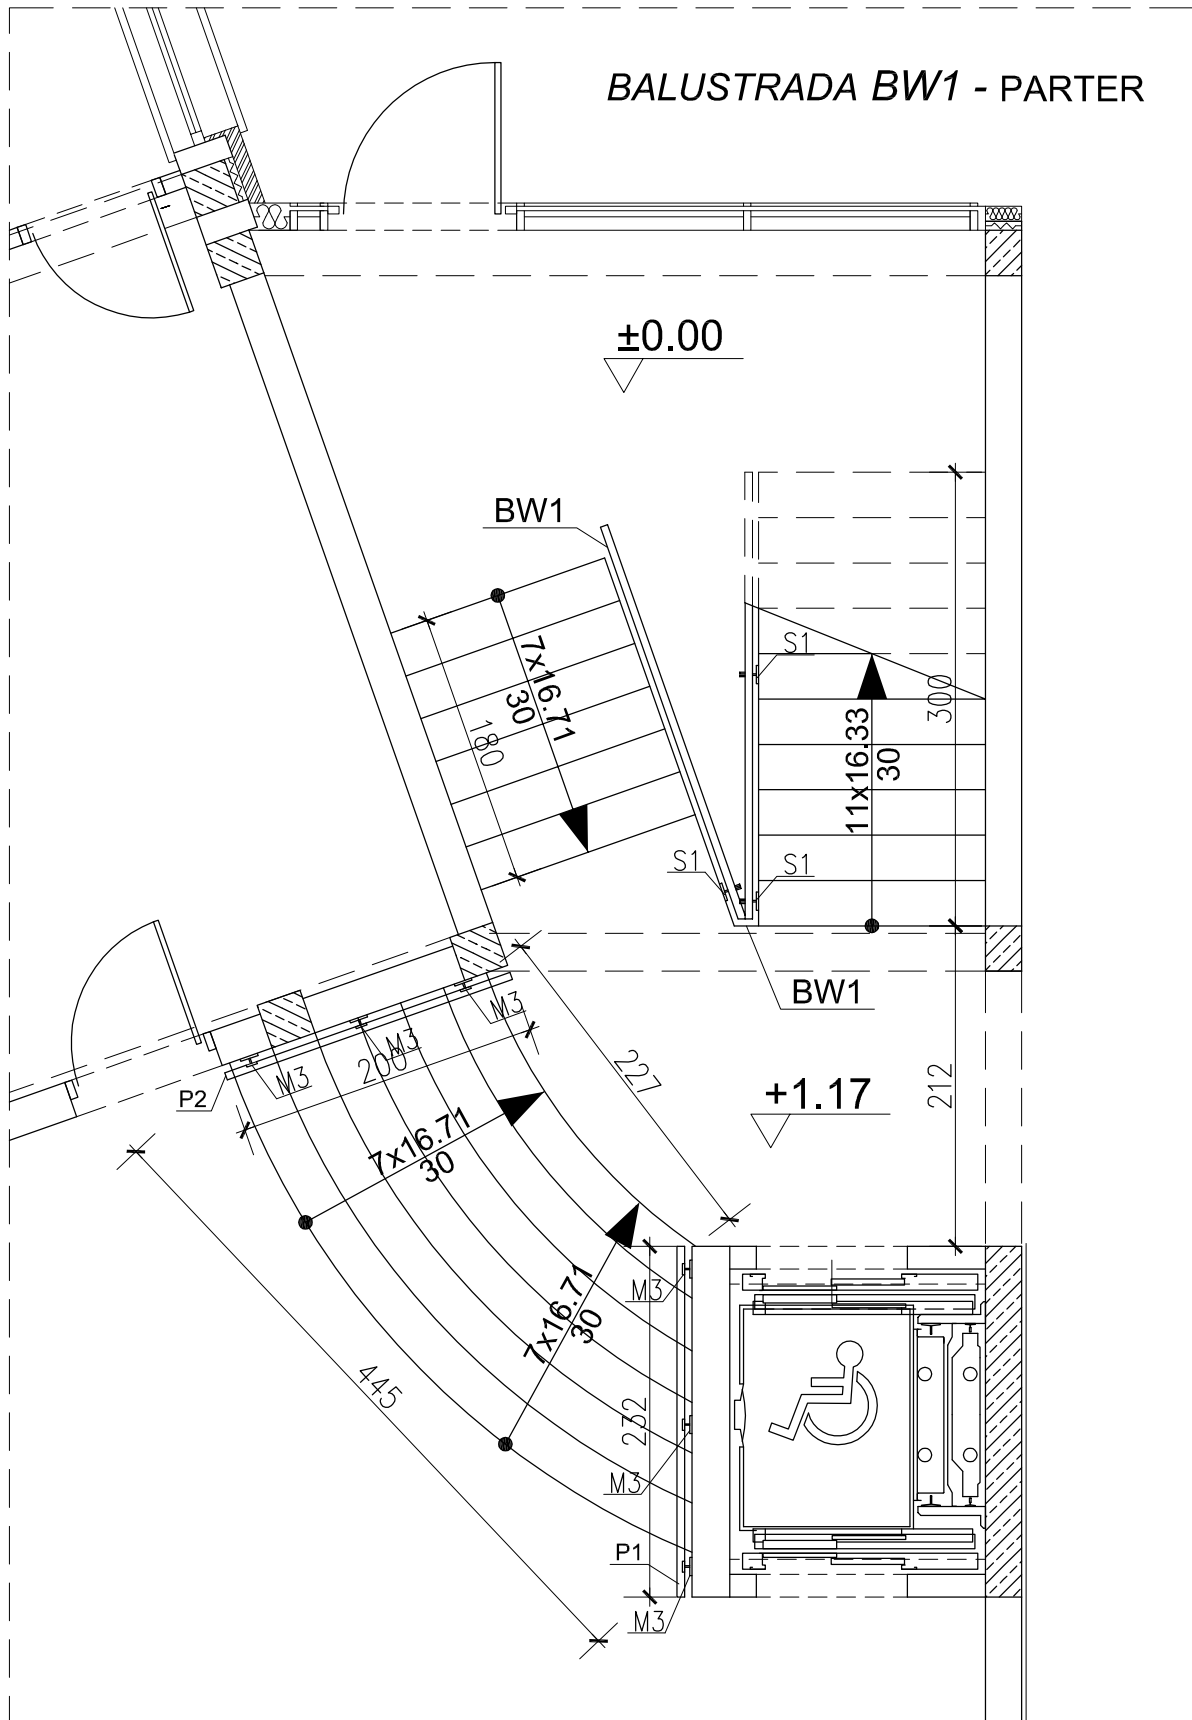 BALUSTRADA BW1 - PARTER
±0.00
BW1
S1
7x16.71
30
180
300
11x16.33
30
S1
S1
BW1
M3
M3
200
M3
P2
227
+1.17
212
7x16.71
30
M3
7x16.71
30
445
232
M3
P1
M3